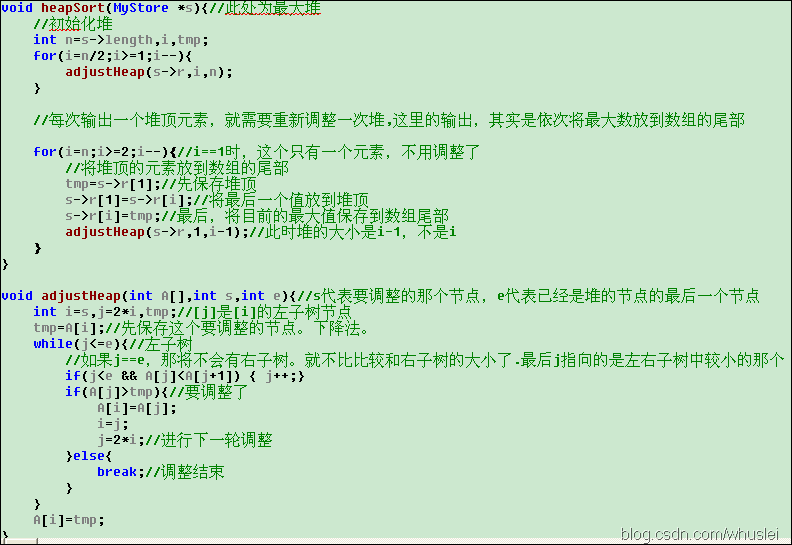 void heapSort(MyStore *s){//此处为最大堆
//初始化堆
int n=s->length,i,tmp;
for(i=n/2;i>=1;i--){
adjustHeap(s->r,i,n);
}
//每次输出一个堆顶元素，就需要重新调整一次堆.这里的输出，其实是依次将最大数放到数组的尾部
for(i=n;i>=2;i--){//i==1时，这个只有一个元素，不用调整了
//将堆顶的元素放到数组的尾部
tmp=s->r[1];//先保存堆顶
s->r[1]=s->r[i];//将最后一个值放到堆顶
s->r[i]=tmp;//最后，将目前的最大值保存到数组尾部
adjustHeap(s->r,1,i-1);//此时堆的大小是i-1，不是i
}
}
void adjustHeap(int A[],int s,int e){//s代表要调整的那个节点，e代表已经是堆的节点的最后一个节点
int i=s,j=2*i,tmp;//[j]是[i]的左子树节点
tmp=A[i];//先保存这个要调整的节点。下降法。
while(j<=e){//左子树
//如果j==e，那将不会有右子树。就不比比较和右子树的大小了.最后j指向的是左右子树中较小的那个
if(j<e && A[j]<A[j+1]) { j++;}
if(A[j]>tmp){//要调整了
A[i]=A[j];
i=j;
j=2*i;//进行下一轮调整
}else{
break;//调整结束
}
}
A[i]=tmp;
}
blog.csdn.com/whuslei